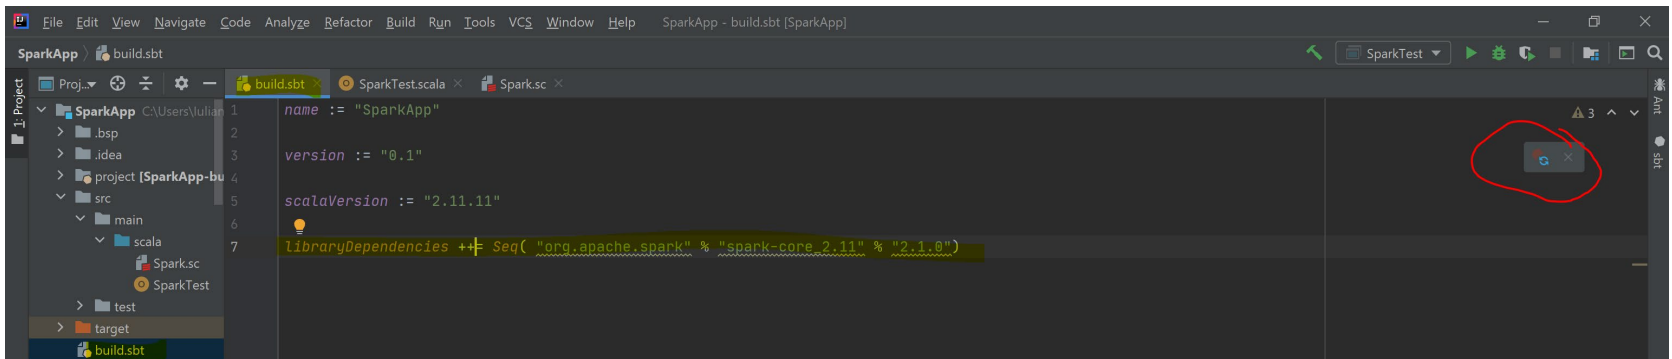 File Edit View Navigate Code Analyze Refactor Build Run Tools VCS Window Help SparkApp - build.sbt [SparkApp]
SparkApp build.sbt SparkTest
1: Project
Proj... build.sbt SparkTest.scala Spark.sc
SparkApp C:\Users\Iulian
.bsp
.idea
project [SparkApp-bu
src
main
scala
Spark.sc
SparkTest
test
target
build.sbt
1 name := "SparkApp"
2
3 version := "0.1"
4
5 scalaVersion := "2.11.11"
6
7 libraryDependencies ++= Seq( "org.apache.spark" % "spark-core_2.11" % "2.1.0")
3
Ant
sbt